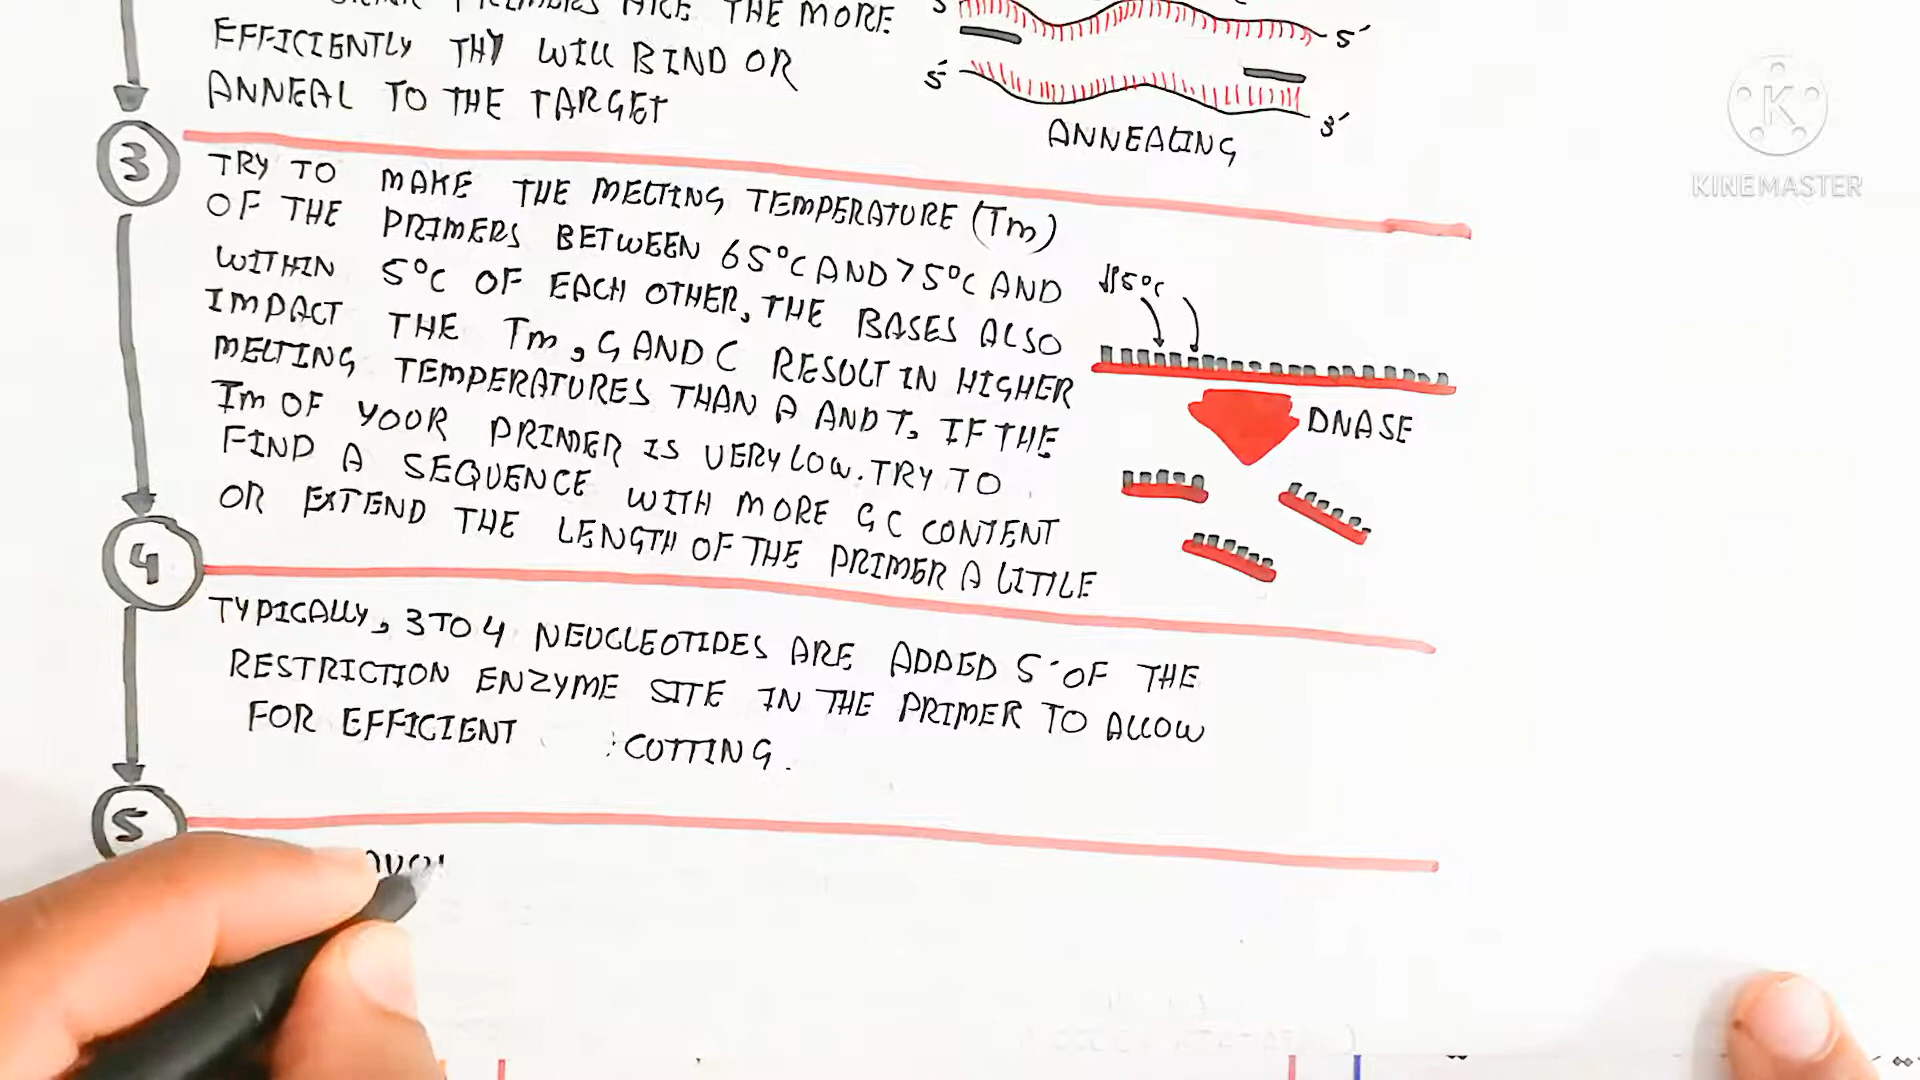 PRIMERS ARE THE MORE
EFFICIENTLY THY WILL BIND OR
ANNEAL TO THE TARGET
5′
5′
3′
ANNEALING
KINEMASTER
3
TRY TO MAKE THE MELTING TEMPERATURE (Tm)
OF THE PRIMERS BETWEEN 65°C AND 75°C AND
WITHIN 5°C OF EACH OTHER, THE BASES ALSO
IMPACT THE Tm, G AND C RESULT IN HIGHER
MELTING TEMPERATURES THAN A AND T, IF THE
Tm OF YOUR PRIMER IS VERY LOW. TRY TO
FIND A SEQUENCE WITH MORE GC CONTENT
OR EXTEND THE LENGTH OF THE PRIMER A LITTLE
DNASE
4
TYPICALLY, 3 TO 4 NEUCLEOTIDES ARE ADDED 5′ OF THE
RESTRICTION ENZYME SITE IN THE PRIMER TO ALLOW
FOR EFFICIENT CUTTING.
5